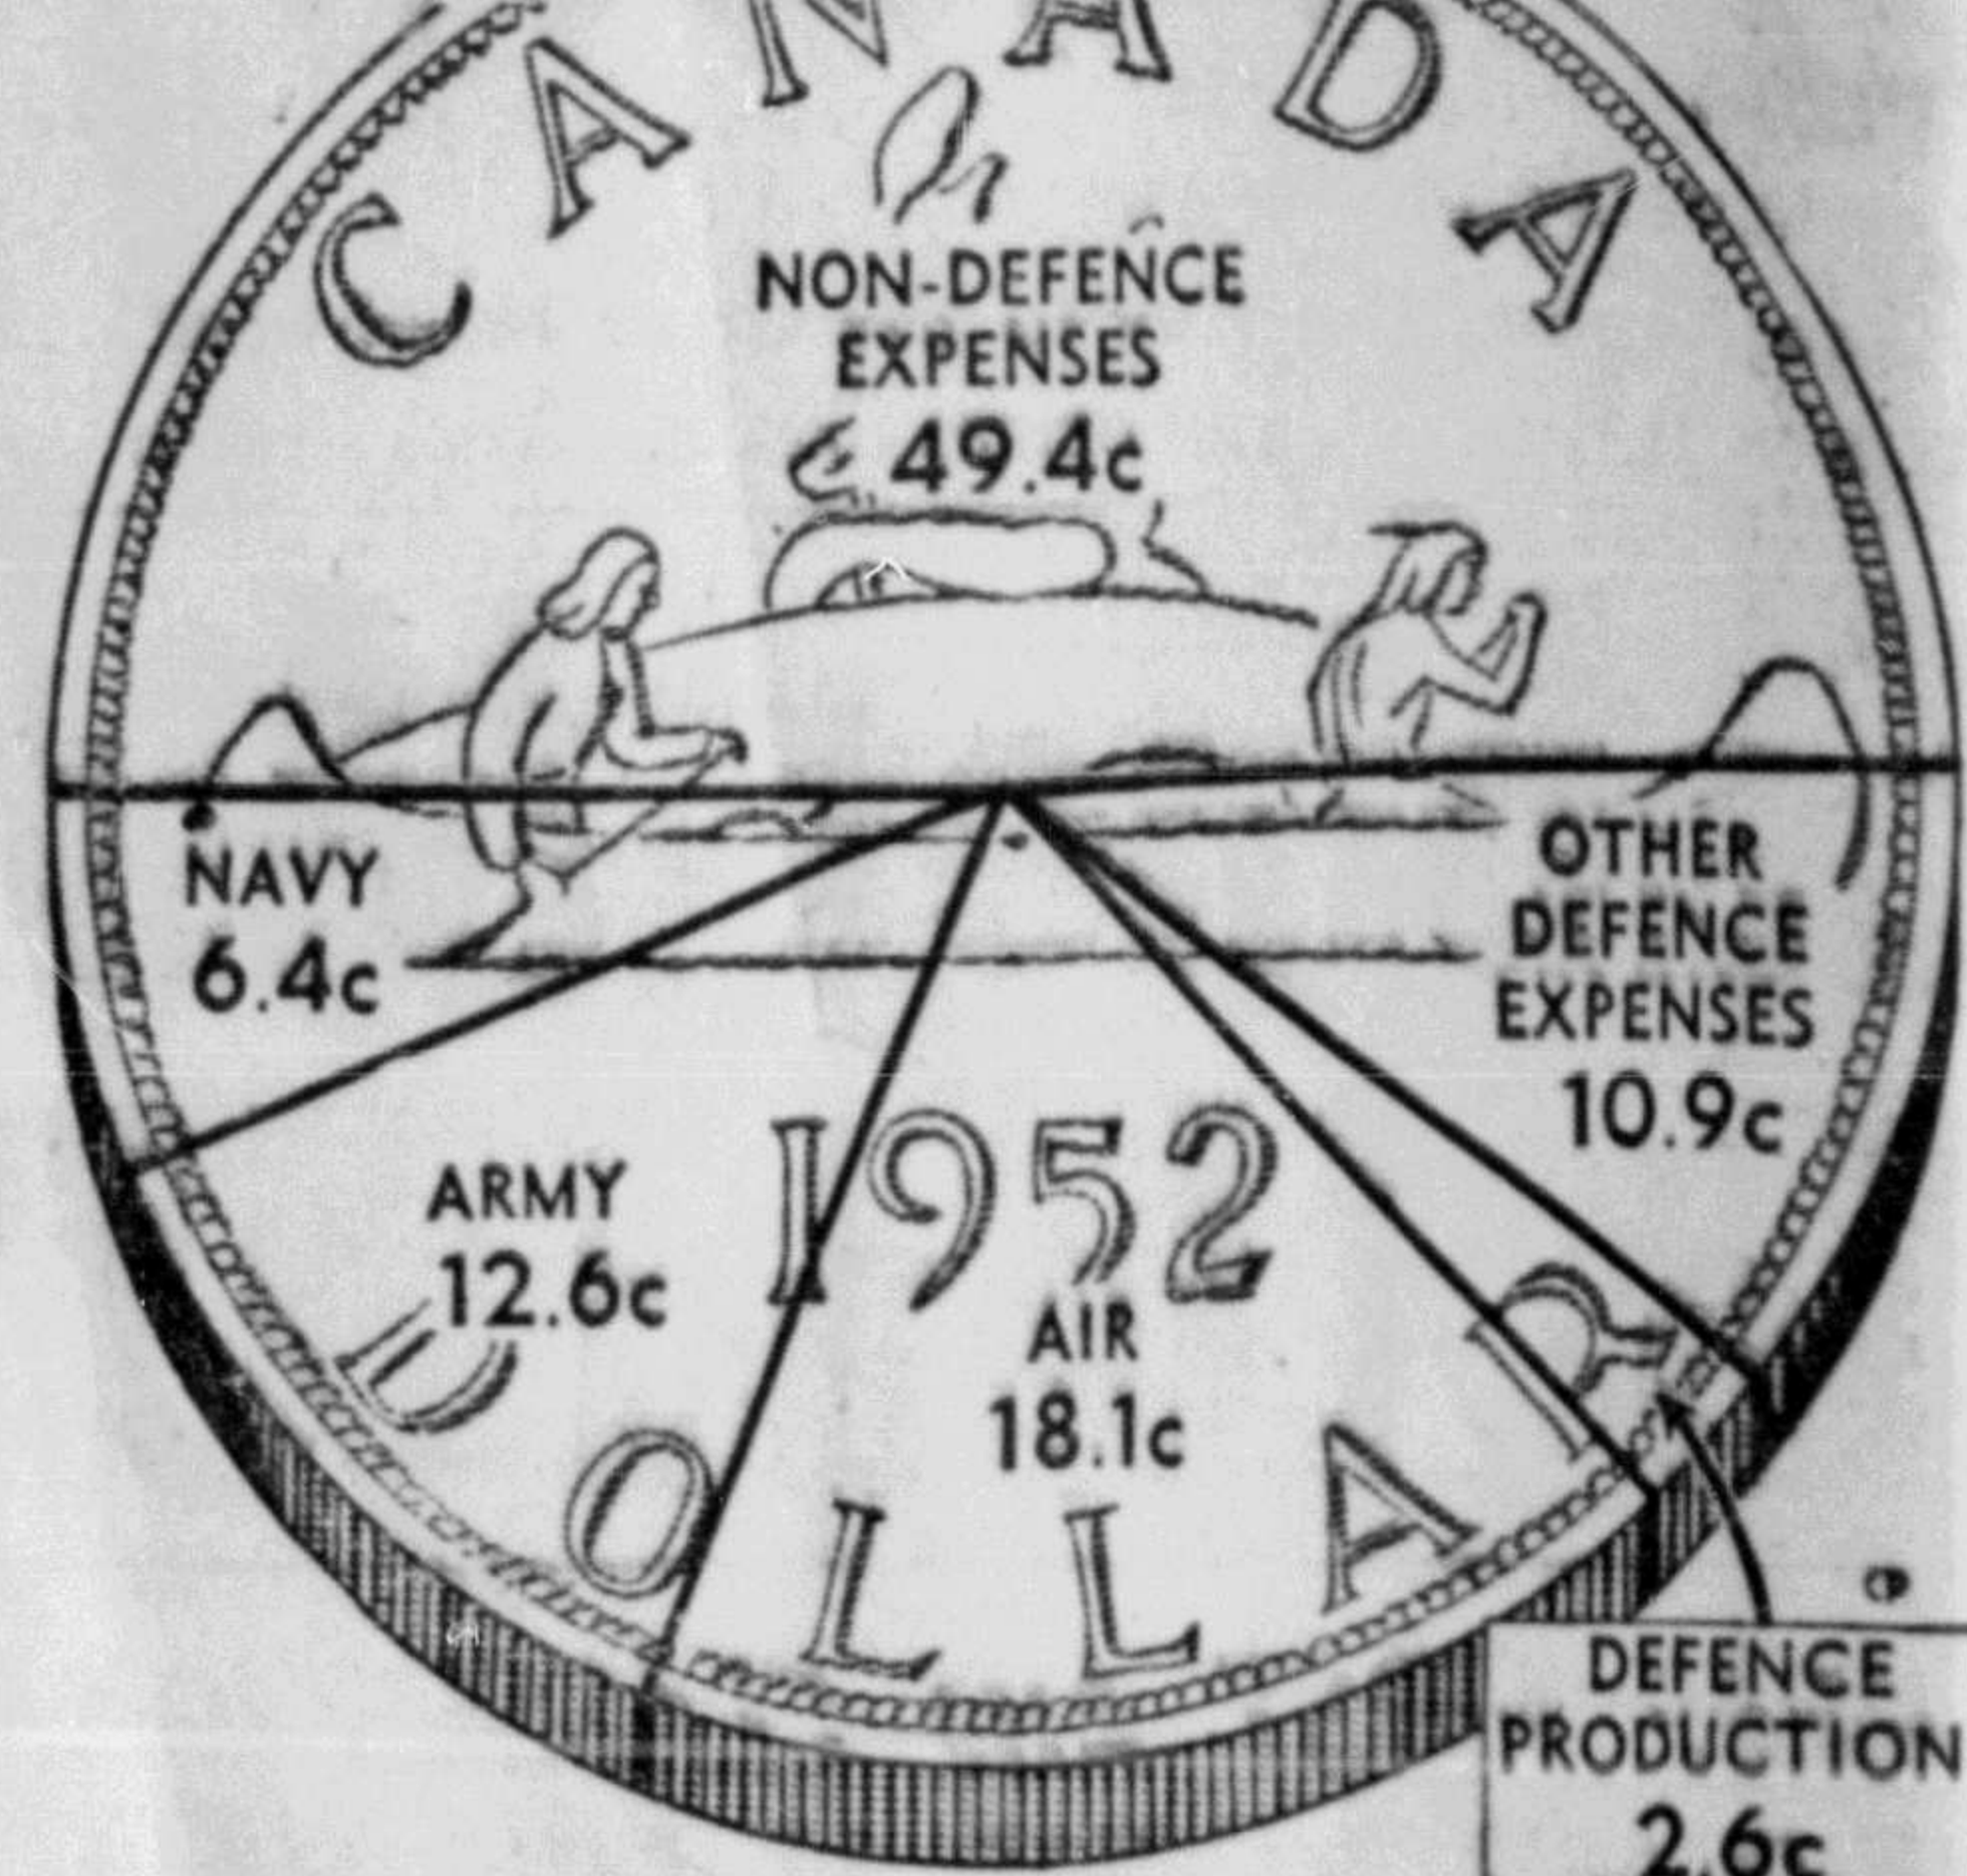 CANADA
NON-DEFENCE
EXPENSES
49.4c
NAVY
6.4c
OTHER
DEFENCE
EXPENSES
10.9c
ARMY
12.6c
1952
AIR
18.1c
DOLLAR
DEFENCE
PRODUCTION
2.6c